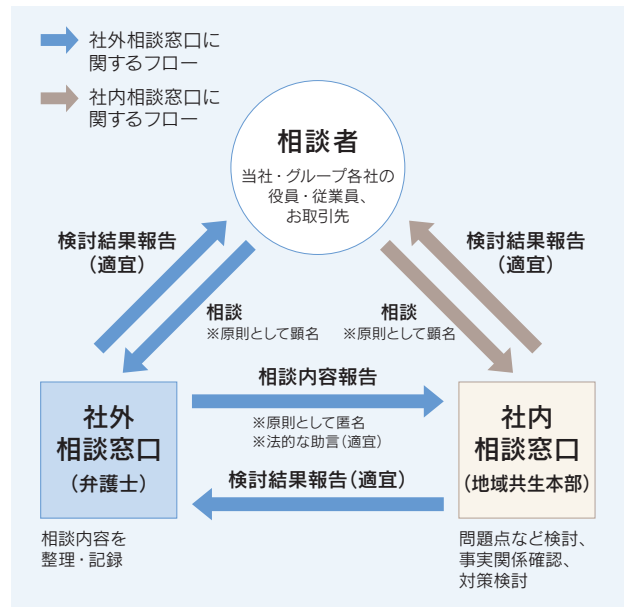 社外相談窓口に
関するフロー
社内相談窓口に
関するフロー
相談者
当社・グループ各社の
役員・従業員、
お取引先
検討結果報告
（適宜）
検討結果報告
（適宜）
相談
※原則として顕名
相談
※原則として顕名
相談内容報告
※原則として匿名
※法的な助言（適宜）
検討結果報告（適宜）
社外
相談窓口
（弁護士）
社内
相談窓口
（地域共生本部）
相談内容を
整理・記録
問題点など検討、
事実関係確認、
対策検討